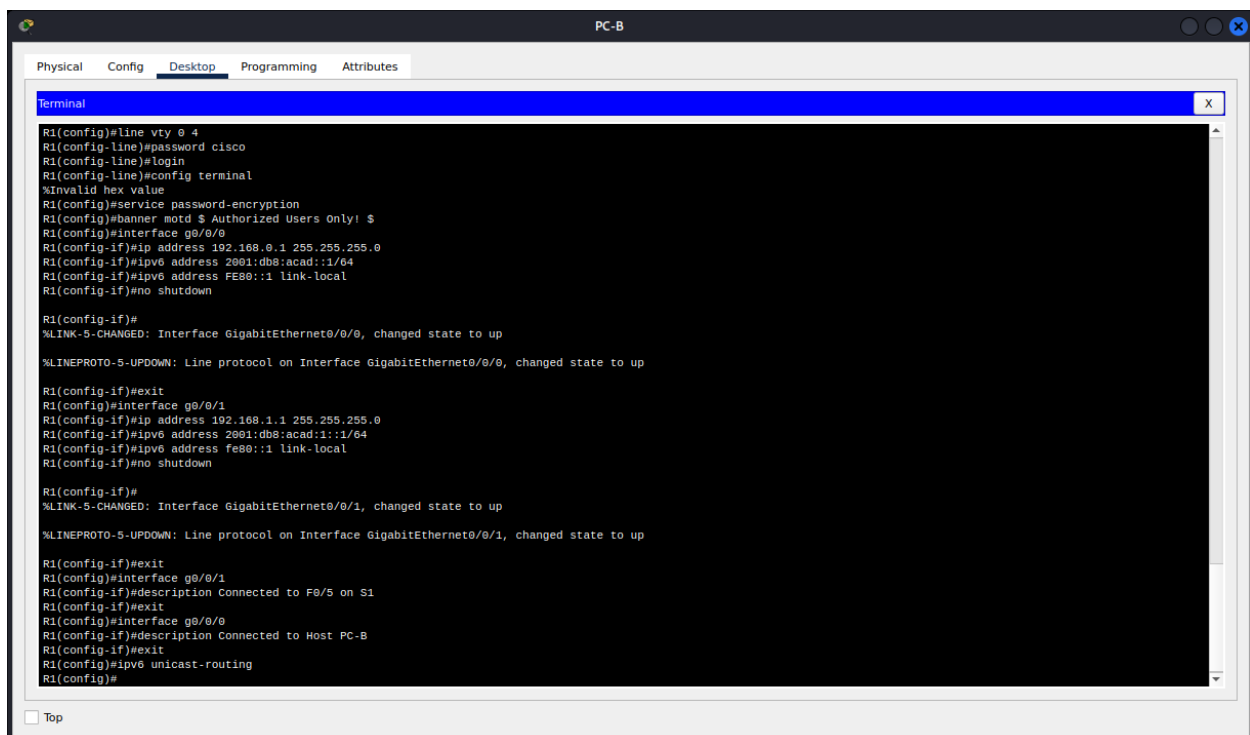 PC-B
Physical Config Desktop Programming Attributes
Terminal X
R1(config)#line vty 0 4
R1(config-line)#password cisco
R1(config-line)#login
R1(config-line)#config terminal
%Invalid hex value
R1(config)#service password-encryption
R1(config)#banner motd $ Authorized Users Only! $
R1(config)#interface g0/0/0
R1(config-if)#ip address 192.168.0.1 255.255.255.0
R1(config-if)#ipv6 address 2001:db8:acad::1/64
R1(config-if)#ipv6 address FE80::1 link-local
R1(config-if)#no shutdown
R1(config-if)#
%LINK-5-CHANGED: Interface GigabitEthernet0/0/0, changed state to up
%LINEPROTO-5-UPDOWN: Line protocol on Interface GigabitEthernet0/0/0, changed state to up
R1(config-if)#exit
R1(config)#interface g0/0/1
R1(config-if)#ip address 192.168.1.1 255.255.255.0
R1(config-if)#ipv6 address 2001:db8:acad:1::1/64
R1(config-if)#ipv6 address fe80::1 link-local
R1(config-if)#no shutdown
R1(config-if)#
%LINK-5-CHANGED: Interface GigabitEthernet0/0/1, changed state to up
%LINEPROTO-5-UPDOWN: Line protocol on Interface GigabitEthernet0/0/1, changed state to up
R1(config-if)#exit
R1(config)#interface g0/0/1
R1(config-if)#description Connected to F0/5 on S1
R1(config-if)#exit
R1(config)#interface g0/0/0
R1(config-if)#description Connected to Host PC-B
R1(config-if)#exit
R1(config)#ipv6 unicast-routing
R1(config)#
Top